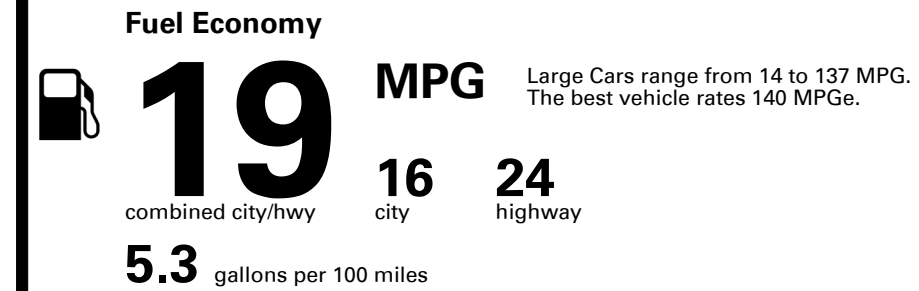 Fuel Economy
19 MPG
Large Cars range from 14 to 137 MPG.
The best vehicle rates 140 MPGe.
16 24
combined city/hwy city highway
5.3 gallons per 100 miles